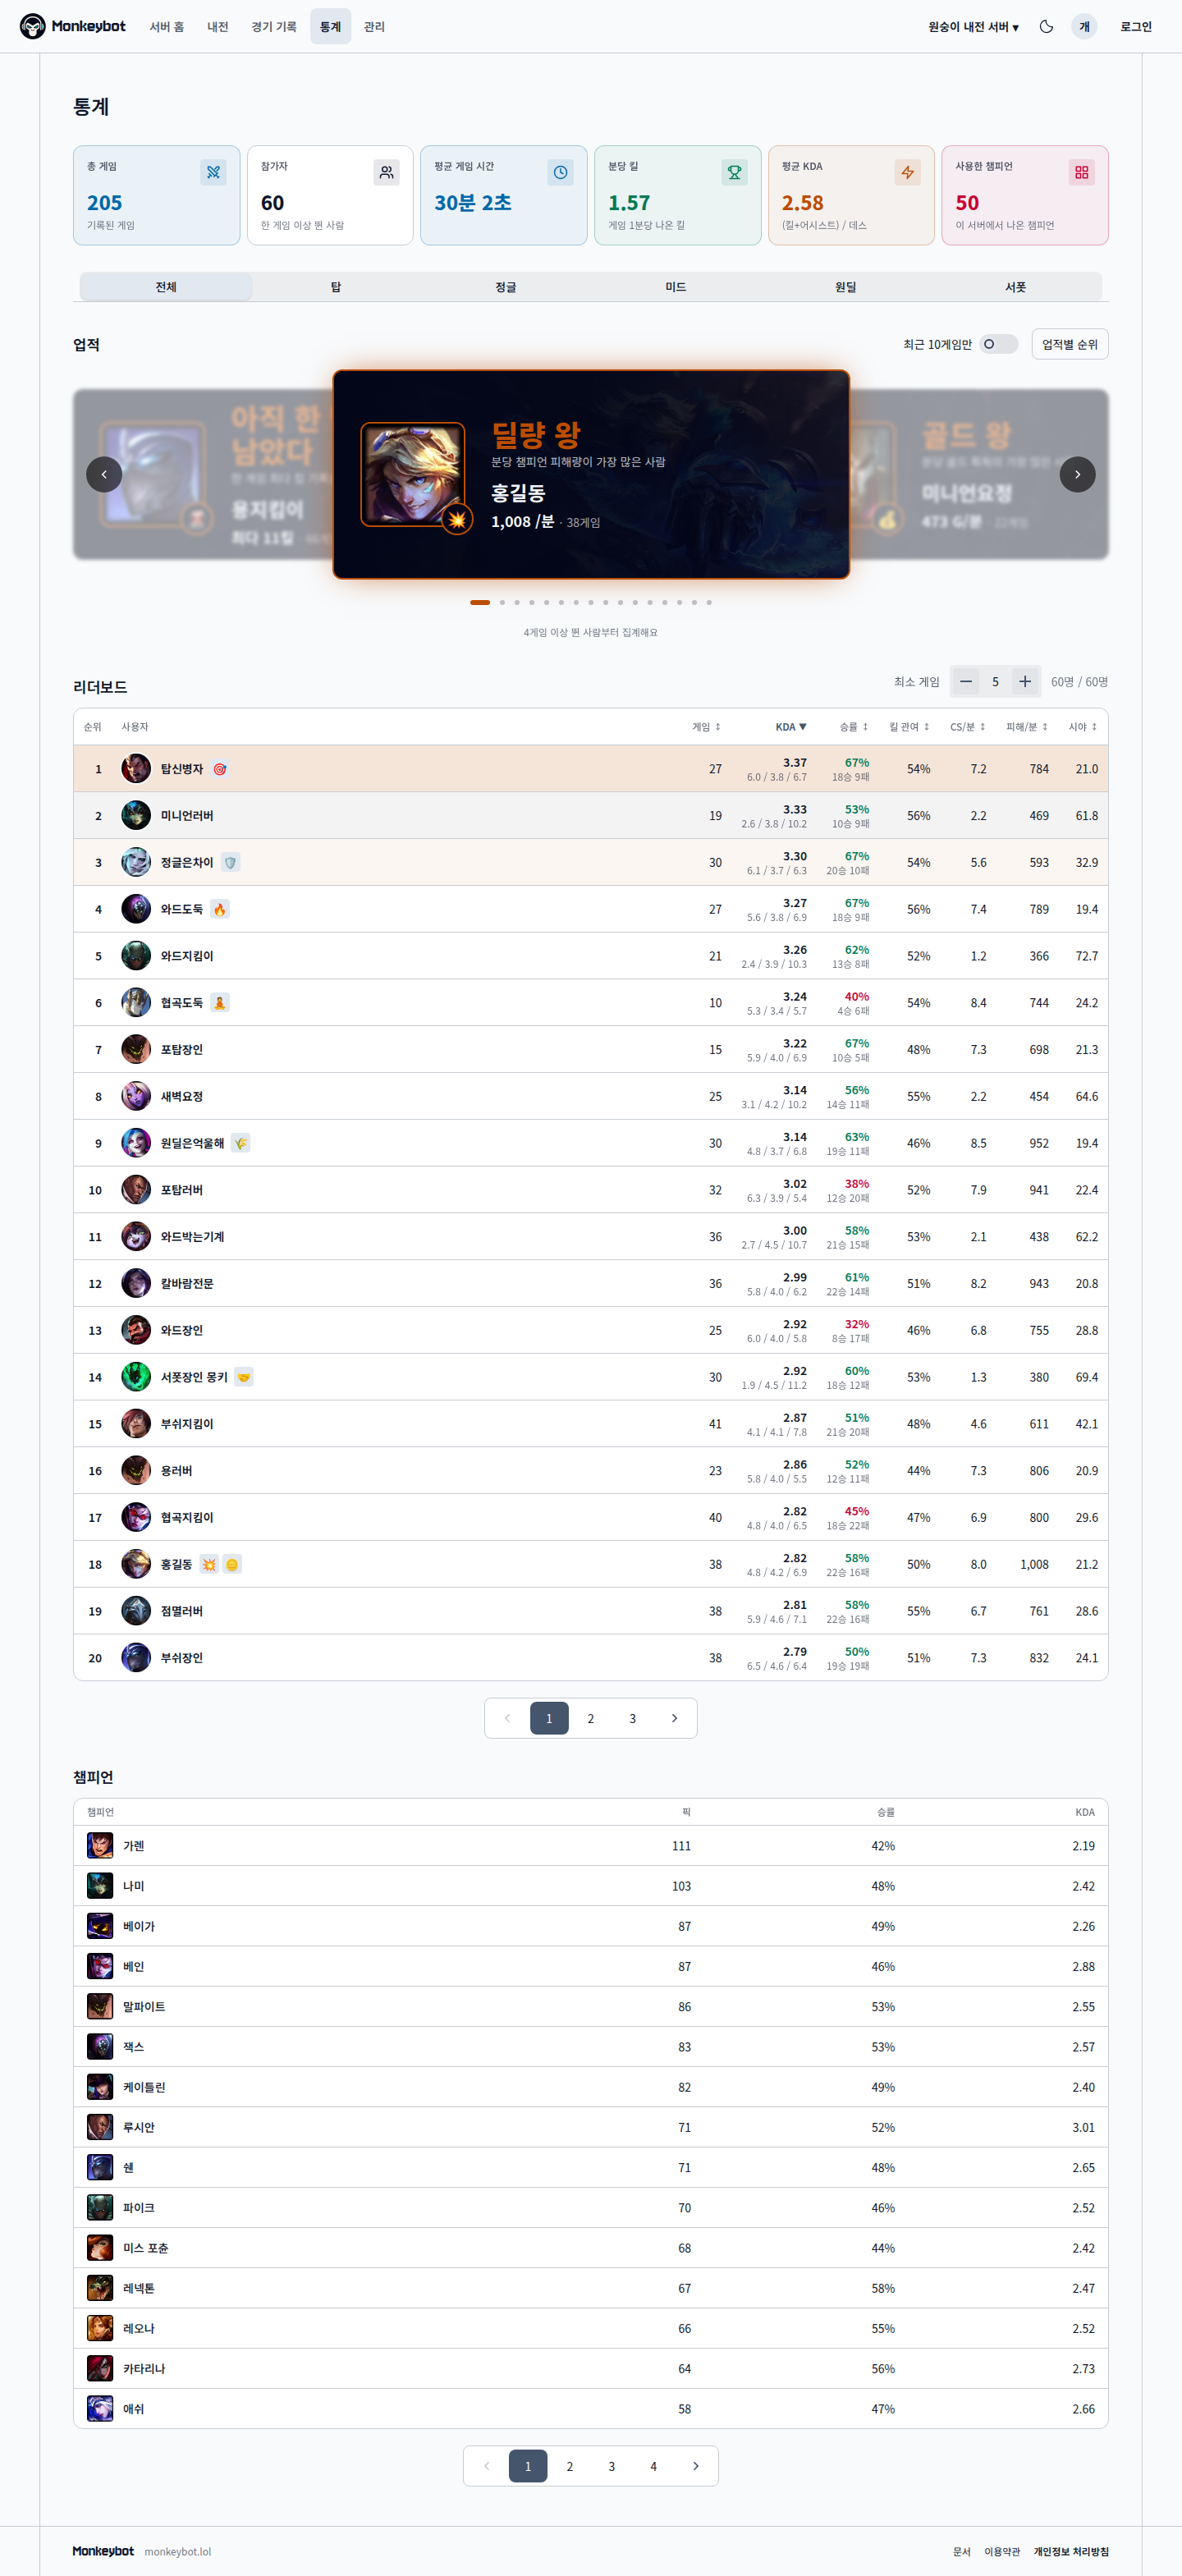 Monkeybot 서버 홈 내전 경기 기록 통계 관리 원숭이 내전 서버 ▾ 개 로그인
통계
총 게임
205
기록된 게임
참가자
60
한 게임 이상 뛴 사람
평균 게임 시간
30분 2초
분당 킬
1.57
게임 1분당 나온 킬
평균 KDA
2.58
(킬+어시스트) / 데스
사용한 챔피언
50
이 서버에서 나온 챔피언
전체 탑 정글 미드 원딜 서폿
업적 최근 10게임만 업적별 순위
아직 한
남았다
용지킴이
최다 11킬
딜량 왕
분당 챔피언 피해량이 가장 많은 사람
홍길동
1,008 /분 · 38게임
골드 왕
미니언요정
473 G/분 · 22게임
4게임 이상 뛴 사람부터 집계해요
리더보드 최소 게임 5 60명 / 60명
순위 사용자 게임 ↕ KDA ▼ 승률 ↕ 킬 관여 ↕ CS/분 ↕ 피해/분 ↕ 시야 ↕
1 탑신병자 🎯 27 3.37 67% 54% 7.2 784 21.0
6.0 / 3.8 / 6.7 18승 9패
2 미니언러버 19 3.33 53% 56% 2.2 469 61.8
2.6 / 3.8 / 10.2 10승 9패
3 정글은차이 🛡️ 30 3.30 67% 54% 5.6 593 32.9
6.1 / 3.7 / 6.3 20승 10패
4 와드도둑 🔥 27 3.27 67% 56% 7.4 789 19.4
5.6 / 3.8 / 6.9 18승 9패
5 와드지킴이 21 3.26 62% 52% 1.2 366 72.7
2.4 / 3.9 / 10.3 13승 8패
6 협곡도둑 🧘 10 3.24 40% 54% 8.4 744 24.2
5.3 / 3.4 / 5.7 4승 6패
7 포탑장인 15 3.22 67% 48% 7.3 698 21.3
5.9 / 4.0 / 6.9 10승 5패
8 새벽요정 25 3.14 56% 55% 2.2 454 64.6
3.1 / 4.2 / 10.2 14승 11패
9 원딜은억울해 🌾 30 3.14 63% 46% 8.5 952 19.4
4.8 / 3.7 / 6.8 19승 11패
10 포탑러버 32 3.02 38% 52% 7.9 941 22.4
6.3 / 3.9 / 5.4 12승 20패
11 와드박는기계 36 3.00 58% 53% 2.1 438 62.2
2.7 / 4.5 / 10.7 21승 15패
12 칼바람전문 36 2.99 61% 51% 8.2 943 20.8
5.8 / 4.0 / 6.2 22승 14패
13 와드장인 25 2.92 32% 46% 6.8 755 28.8
6.0 / 4.0 / 5.8 8승 17패
14 서폿장인 몽키 🤝 30 2.92 60% 53% 1.3 380 69.4
1.9 / 4.5 / 11.2 18승 12패
15 부쉬지킴이 41 2.87 51% 48% 4.6 611 42.1
4.1 / 4.1 / 7.8 21승 20패
16 용러버 23 2.86 52% 44% 7.3 806 20.9
5.8 / 4.0 / 5.5 12승 11패
17 협곡지킴이 40 2.82 45% 47% 6.9 800 29.6
4.8 / 4.0 / 6.5 18승 22패
18 홍길동 💥 🪙 38 2.82 58% 50% 8.0 1,008 21.2
4.8 / 4.2 / 6.9 22승 16패
19 점멸러버 38 2.81 58% 55% 6.7 761 28.6
5.9 / 4.6 / 7.1 22승 16패
20 부쉬장인 38 2.79 50% 51% 7.3 832 24.1
6.5 / 4.6 / 6.4 19승 19패
1 2 3
챔피언
챔피언 픽 승률 KDA
가렌 111 42% 2.19
나미 103 48% 2.42
베이가 87 49% 2.26
베인 87 46% 2.88
말파이트 86 53% 2.55
잭스 83 53% 2.57
케이틀린 82 49% 2.40
루시안 71 52% 3.01
쉔 71 48% 2.65
파이크 70 46% 2.52
미스 포츈 68 44% 2.42
레넥톤 67 58% 2.47
레오나 66 55% 2.52
카타리나 64 56% 2.73
애쉬 58 47% 2.66
1 2 3 4
Monkeybot monkeybot.lol 문서 이용약관 개인정보 처리방침